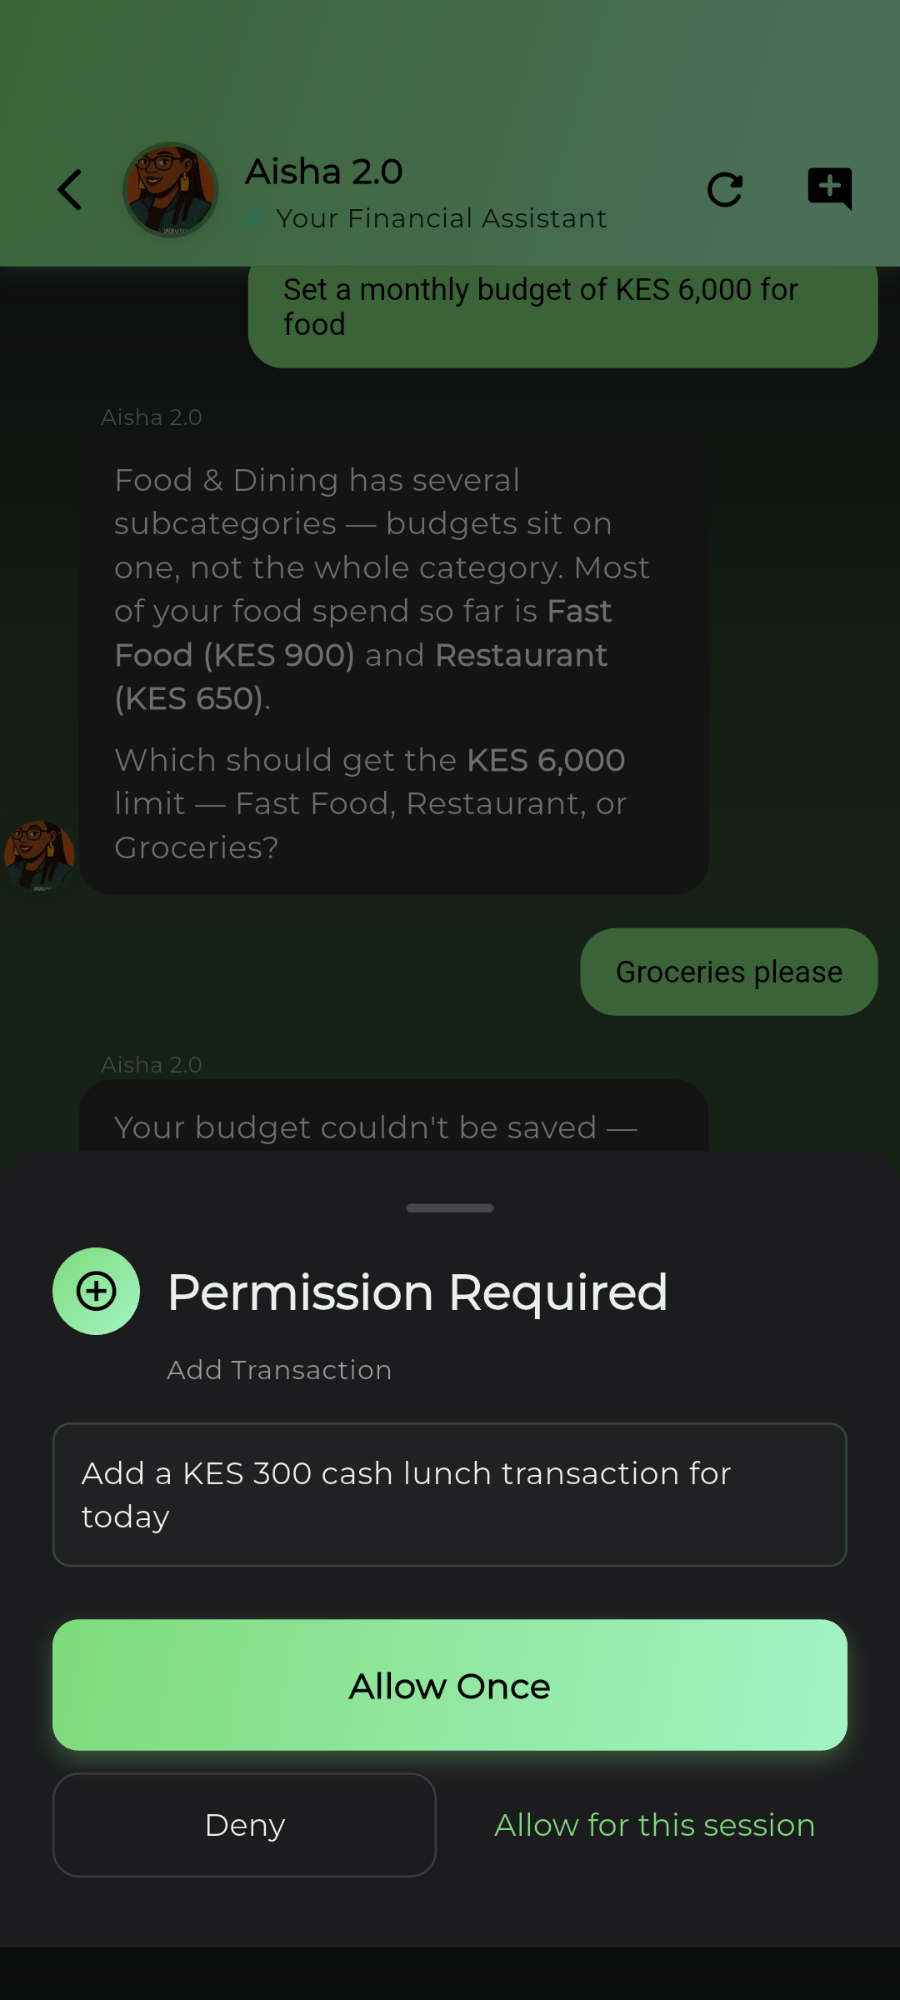 Aisha 2.0
Your Financial Assistant
Set a monthly budget of KES 6,000 for
food
Aisha 2.0
Food & Dining has several
subcategories — budgets sit on
one, not the whole category. Most
of your food spend so far is Fast
Food (KES 900) and Restaurant
(KES 650).
Which should get the KES 6,000
limit — Fast Food, Restaurant, or
Groceries?
Groceries please
Aisha 2.0
Your budget couldn't be saved —
Permission Required
Add Transaction
Add a KES 300 cash lunch transaction for
today
Allow Once
Deny
Allow for this session